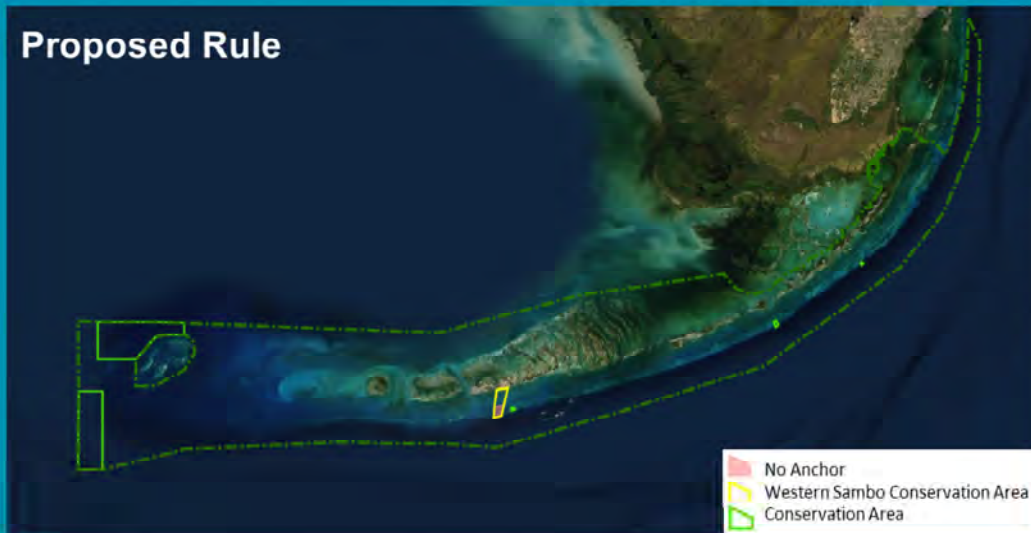 Proposed Rule
No Anchor
Western Sambo Conservation Area
Conservation Area